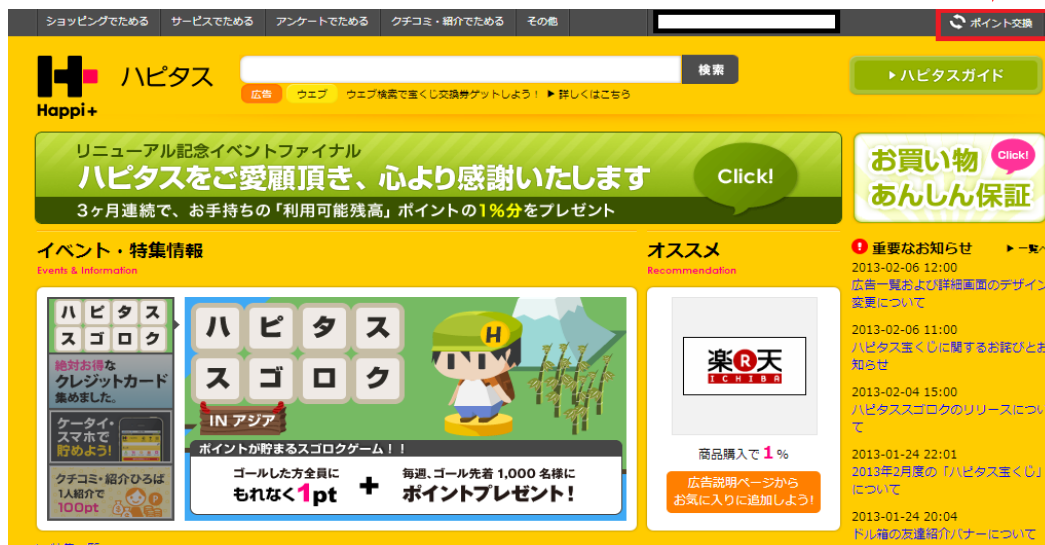 ショッピングでためる サービスでためる アンケートでためる クチコミ・紹介でためる その他 ポイント交換
H
Happi+
ハピタス
検索
広告 ウエブ ウエブ検索で宝くじ交換券ゲットしよう！ ▶詳しくはこちら
▶ハピタスガイド
リニューアル記念イベントファイナル
ハピタスをご愛顧頂き、心より感謝いたします
3ヶ月連続で、お手持ちの「利用可能残高」ポイントの1%分をプレゼント
Click!
お買い物
あんしん保証
Click!
イベント・特集情報
Events & Information
ハピタス
スゴロク
絶対お得な
クレジットカード
集めました。
ケータイ・
スマホで
貯めよう!
クチコミ・紹介ひろば
1人紹介で
100pt
ハピタス
スゴロク
IN アジア
H
ポイントが貯まるスゴロクゲーム！！
ゴールした方全員に
もれなく1pt
+
毎週、ゴール先着1,000名様に
ポイントプレゼント!
オススメ
Recommendation
楽R天
ICHIBA
商品購入で1%
広告説明ページから
お気に入りに追加しよう!
重要なお知らせ ▶一覧へ
2013-02-06 12:00
広告一覧および詳細画面のデザイン
変更について
2013-02-06 11:00
ハピタス宝くじに関するお詫びとお
知らせ
2013-02-04 15:00
ハピタススゴロクのリリースについ
て
2013-01-24 22:01
2013年2月度の「ハピタス宝くじ」
について
2013-01-24 20:04
ドル箱の友達紹介バナーについて